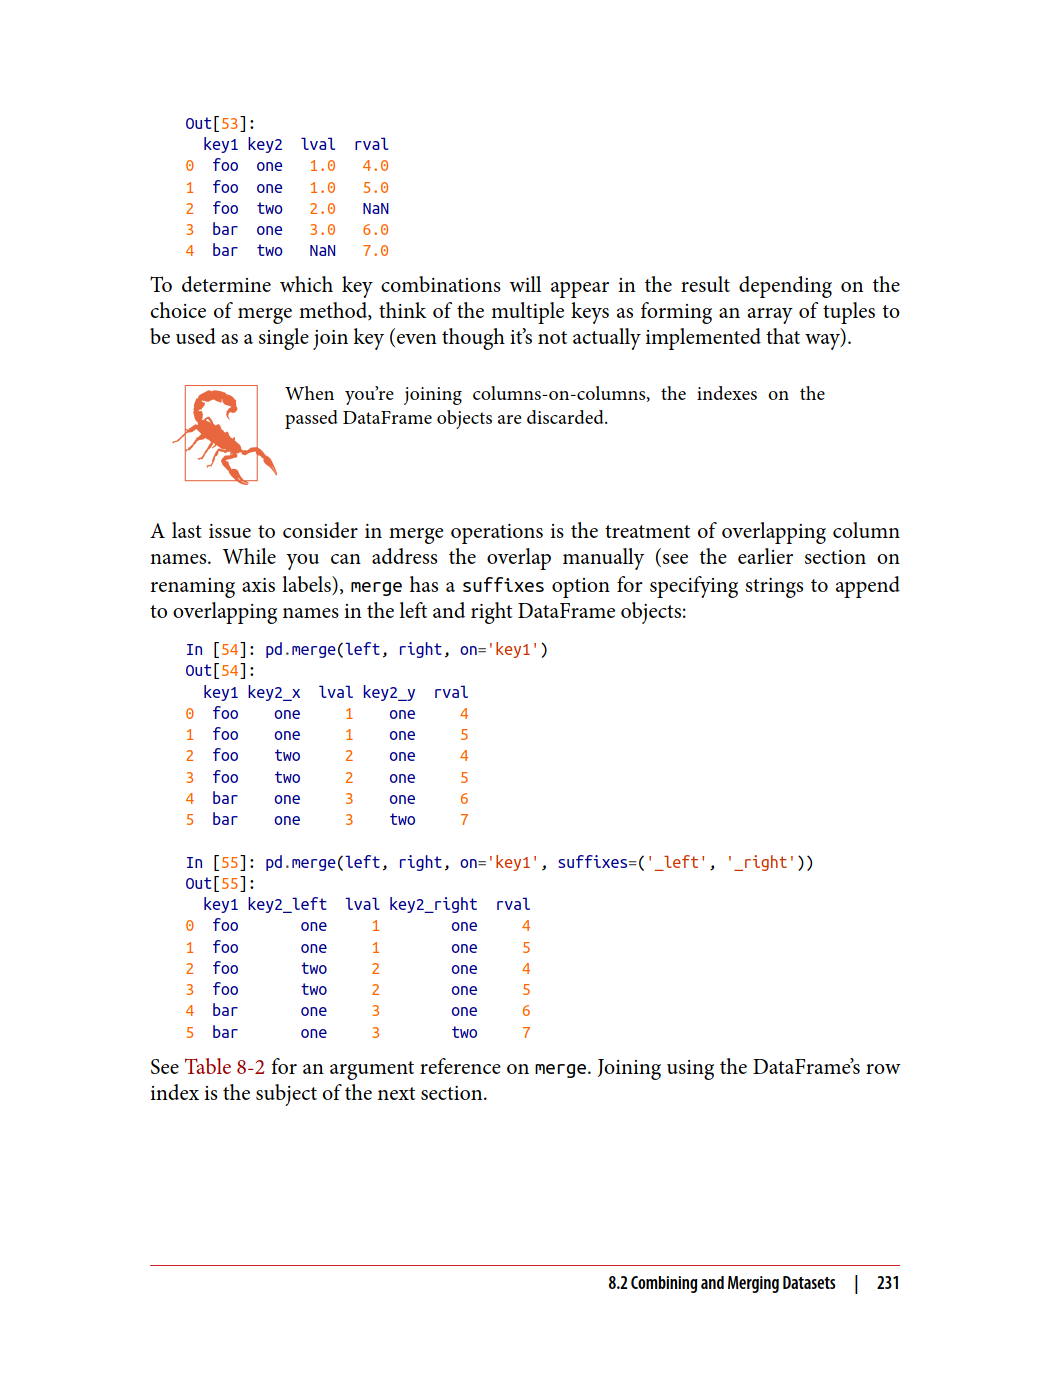 Out[53]:
  key1 key2  lval  rval
0  foo  one   1.0   4.0
1  foo  one   1.0   5.0
2  foo  two   2.0   NaN
3  bar  one   3.0   6.0
4  bar  two   NaN   7.0
To determine which key combinations will appear in the result depending on the
choice of merge method, think of the multiple keys as forming an array of tuples to
be used as a single join key (even though it’s not actually implemented that way).
When you’re joining columns-on-columns, the indexes on the
passed DataFrame objects are discarded.
A last issue to consider in merge operations is the treatment of overlapping column
names. While you can address the overlap manually (see the earlier section on
renaming axis labels), merge has a suffixes option for specifying strings to append
to overlapping names in the left and right DataFrame objects:
In [54]: pd.merge(left, right, on='key1')
Out[54]:
  key1 key2_x  lval key2_y  rval
0  foo    one     1    one     4
1  foo    one     1    one     5
2  foo    two     2    one     4
3  foo    two     2    one     5
4  bar    one     3    one     6
5  bar    one     3    two     7
In [55]: pd.merge(left, right, on='key1', suffixes=('_left', '_right'))
Out[55]:
  key1 key2_left  lval key2_right  rval
0  foo       one     1        one     4
1  foo       one     1        one     5
2  foo       two     2        one     4
3  foo       two     2        one     5
4  bar       one     3        one     6
5  bar       one     3        two     7
See Table 8-2 for an argument reference on merge. Joining using the DataFrame’s row
index is the subject of the next section.
8.2 Combining and Merging Datasets | 231